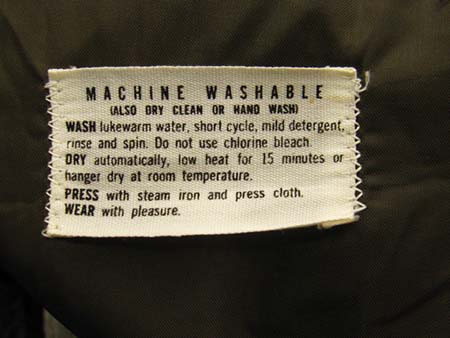 MACHINE WASHABLE
(ALSO DRY CLEAN OR HAND WASH)
WASH lukewarm water, short cycle, mild detergent,
rinse and spin. Do not use chlorine bleach.
DRY automatically, low heat for 15 minutes or
hanger dry at room temperature.
PRESS with steam iron and press cloth.
WEAR with pleasure.